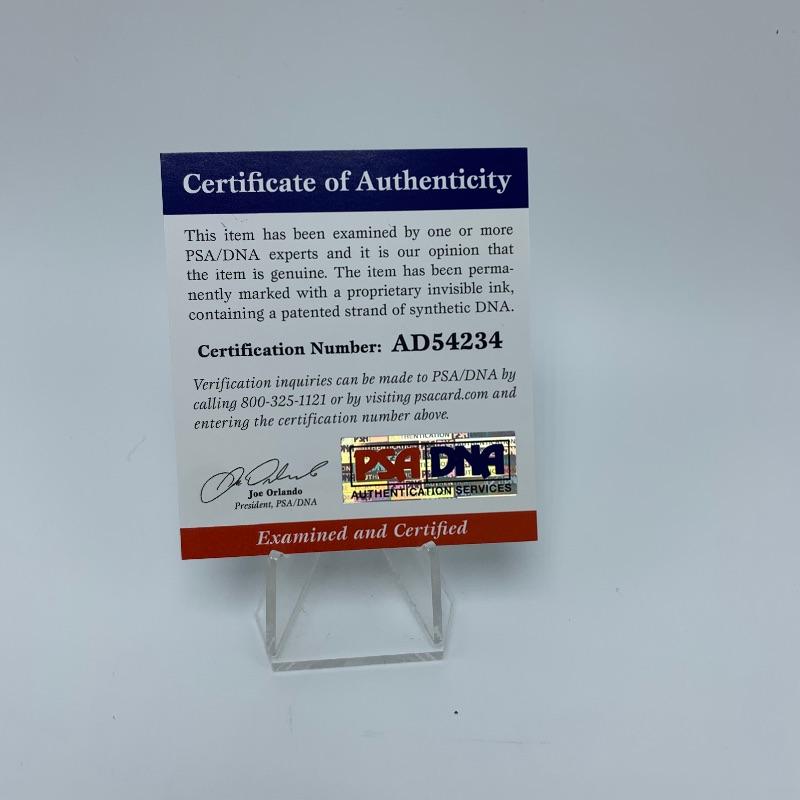 Certificate of Authenticity
This item has been examined by one or more
PSA/DNA experts and it is our opinion that
the item is genuine. The item has been perma-
nently marked with a proprietary invisible ink,
containing a patented strand of synthetic DNA.
Certification Number: AD54234
Verification inquiries can be made to PSA/DNA by
calling 800-325-1121 or by visiting psacard.com and
entering the certification number above.
Joe Orlando
President, PSA/DNA
PSA DNA
AUTHENTICATION SERVICES
Examined and Certified